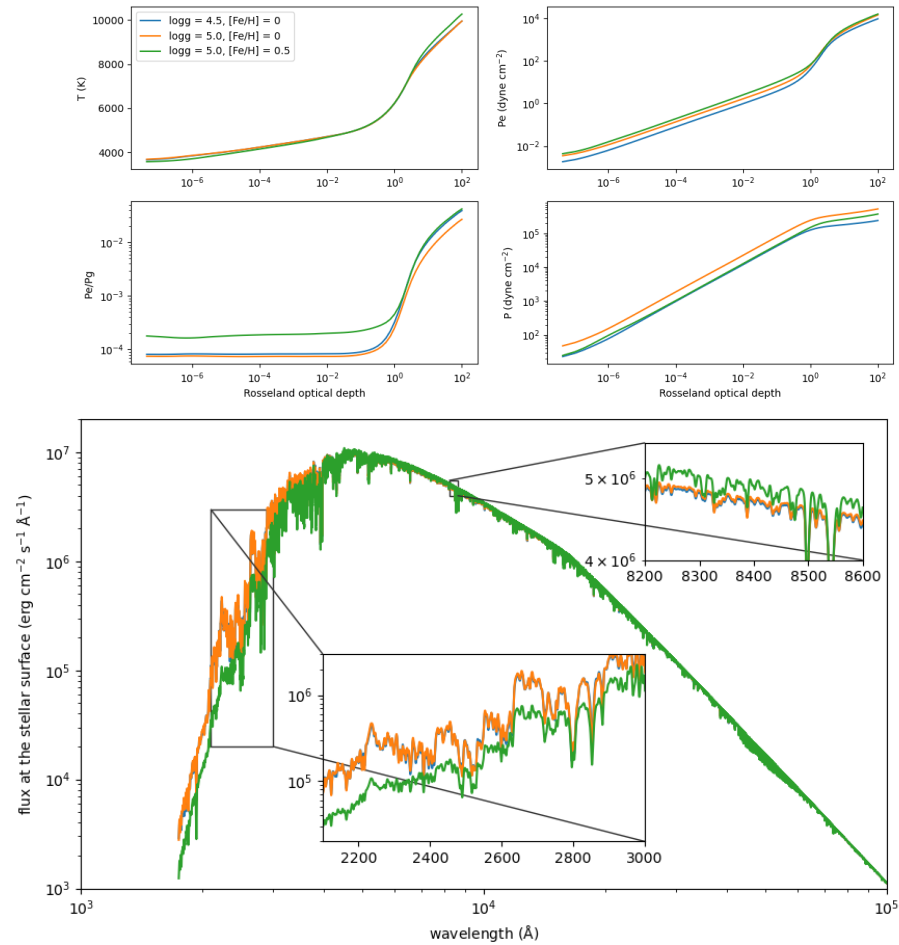 logg = 4.5, [Fe/H] = 0
logg = 5.0, [Fe/H] = 0
logg = 5.0, [Fe/H] = 0.5
T (K)
10000
8000
6000
4000
10⁻⁶ 10⁻⁴ 10⁻² 10⁰ 10²
Pe (dyne cm⁻²)
10⁴
10²
10⁰
10⁻²
10⁻⁶ 10⁻⁴ 10⁻² 10⁰ 10²
Pe/Pg
10⁻²
10⁻³
10⁻⁴
10⁻⁶ 10⁻⁴ 10⁻² 10⁰ 10²
Rosseland optical depth
P (dyne cm⁻²)
10⁵
10⁴
10³
10²
10⁻⁶ 10⁻⁴ 10⁻² 10⁰ 10²
Rosseland optical depth
flux at the stellar surface (erg cm⁻² s⁻¹ Å⁻¹)
10⁷
10⁶
10⁵
10⁴
10³
5 × 10⁶
4 × 10⁶
8200 8300 8400 8500 8600
10⁶
10⁵
2200 2400 2600 2800 3000
10³ 10⁴ 10⁵
wavelength (Å)